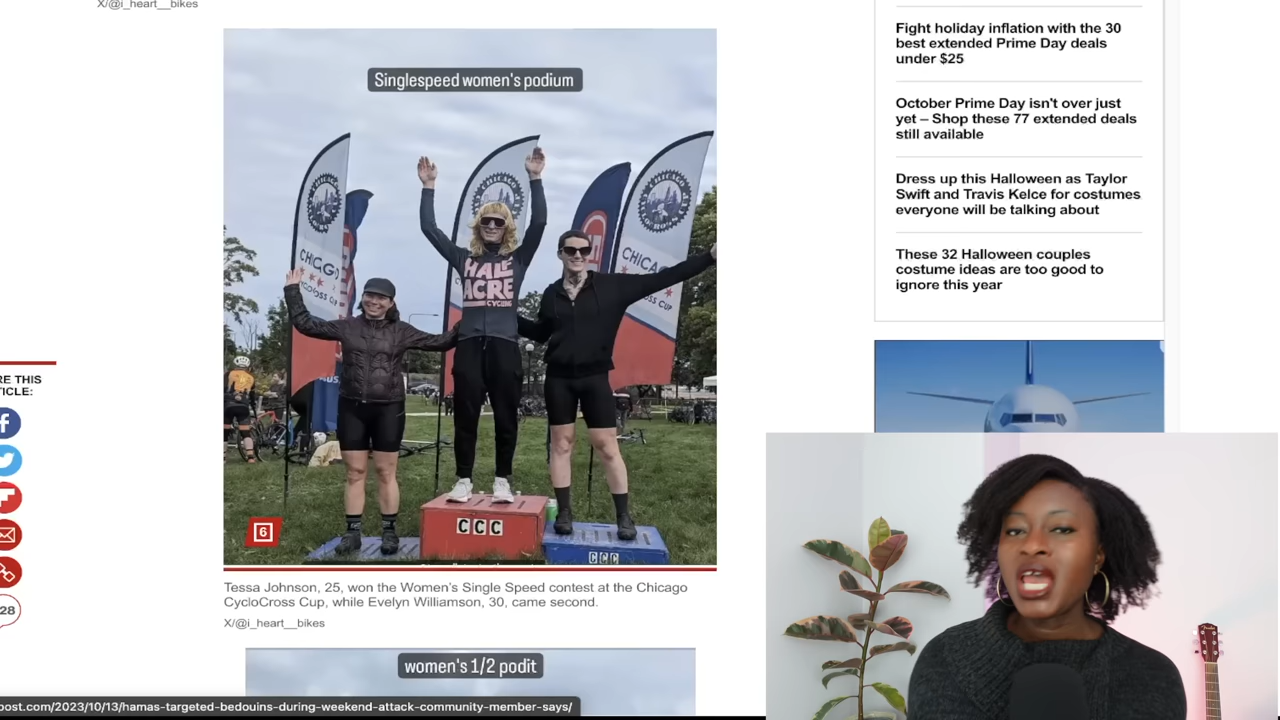 X/@i_heart__bikes
Singlespeed women's podium
CHICAGO
CHICAGO
HALF
ACRE
CYCLING
CCC
CCC
6
Tessa Johnson, 25, won the Women's Single Speed contest at the Chicago
CycloCross Cup, while Evelyn Williamson, 30, came second.
X/@i_heart__bikes
women's 1/2 podit
RE THIS
TICLE:
28
Fight holiday inflation with the 30
best extended Prime Day deals
under $25
October Prime Day isn't over just
yet – Shop these 77 extended deals
still available
Dress up this Halloween as Taylor
Swift and Travis Kelce for costumes
everyone will be talking about
These 32 Halloween couples
costume ideas are too good to
ignore this year
post.com/2023/10/13/hamas-targeted-bedouins-during-weekend-attack-community-member-says/